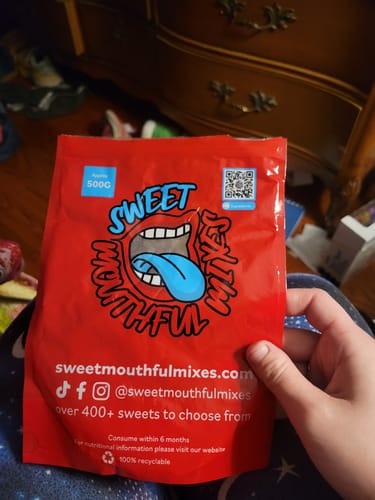 Approx
500G
SWEET
MOUTHFUL MIXES
sweetmouthfulmixes.com
@sweetmouthfulmixes
over 400+ sweets to choose from
Consume within 6 months
For nutritional information please visit our website
100% recyclable